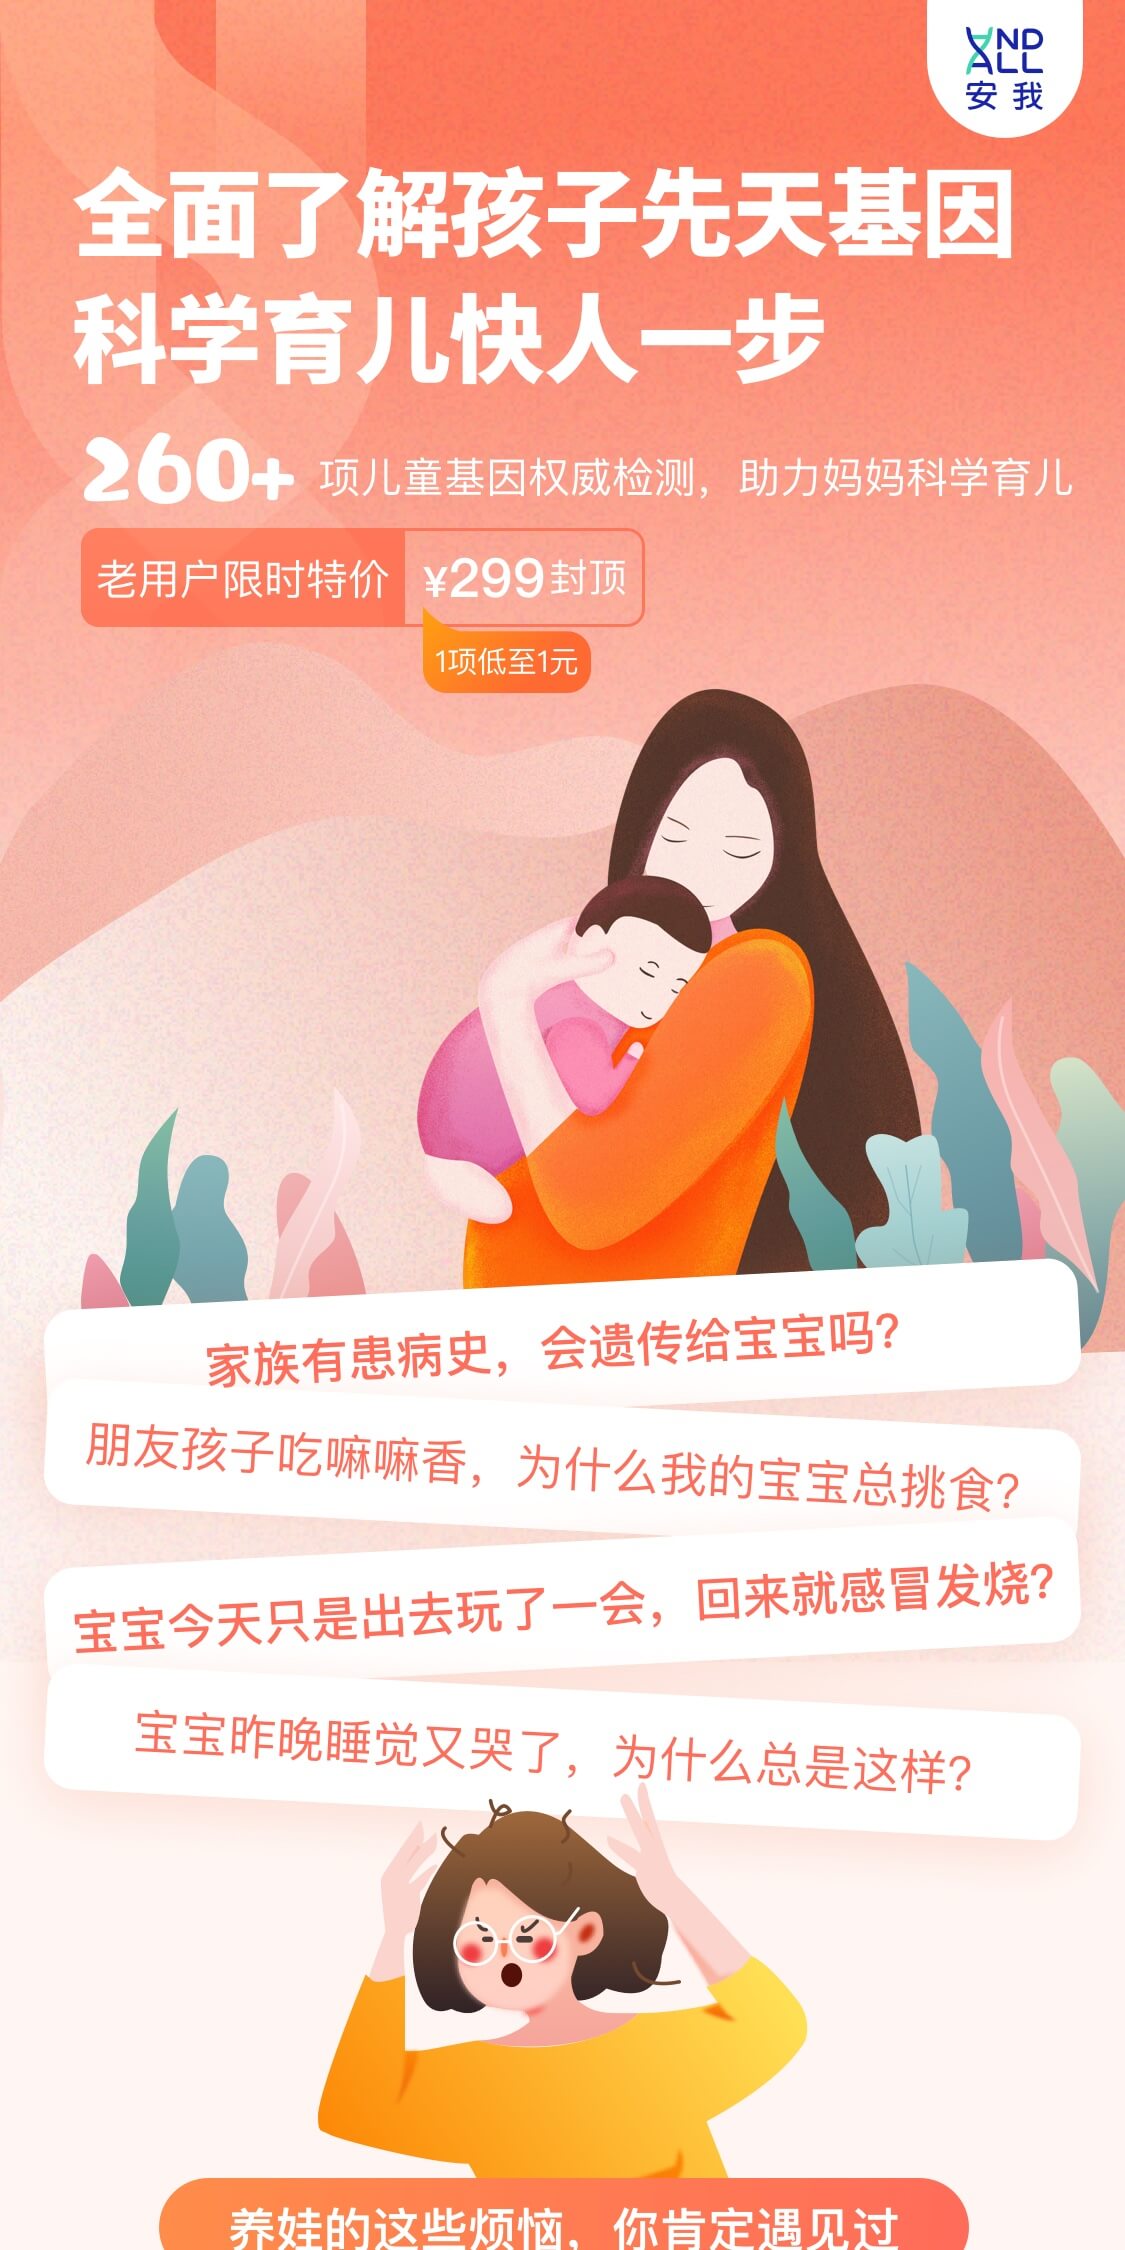 AND
ALL
安我
全面了解孩子先天基因
科学育儿快人一步
260+ 项儿童基因权威检测，助力妈妈科学育儿
老用户限时特价 ¥299封顶
1项低至1元
家族有患病史，会遗传给宝宝吗？
朋友孩子吃嘛嘛香，为什么我的宝宝总挑食？
宝宝今天只是出去玩了一会，回来就感冒发烧？
宝宝昨晚睡觉又哭了，为什么总是这样？
养娃的这些烦恼，你肯定遇见过